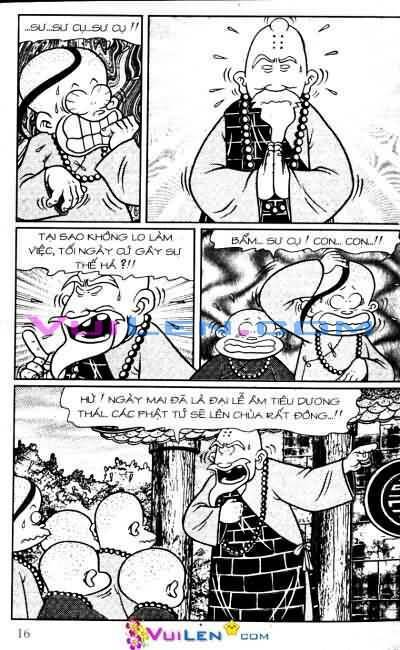 ...SƯ...SƯ CỤ...SƯ CỤ !!
TẠI SAO KHÔNG LO LÀM
VIỆC, TỐI NGÀY CỨ GÂY SỰ
THẾ HẢ ?!!
BẨM... SƯ CỤ ! CON... CON...!!
VUILEN.COM
HỪ ! NGÀY MAI ĐÃ LÀ ĐẠI LỄ ÂM TIÊU DƯƠNG
THÁI, CÁC PHẬT TỬ SẼ LÊN CHÙA RẤT ĐÔNG...!!
16
VUILEN.COM